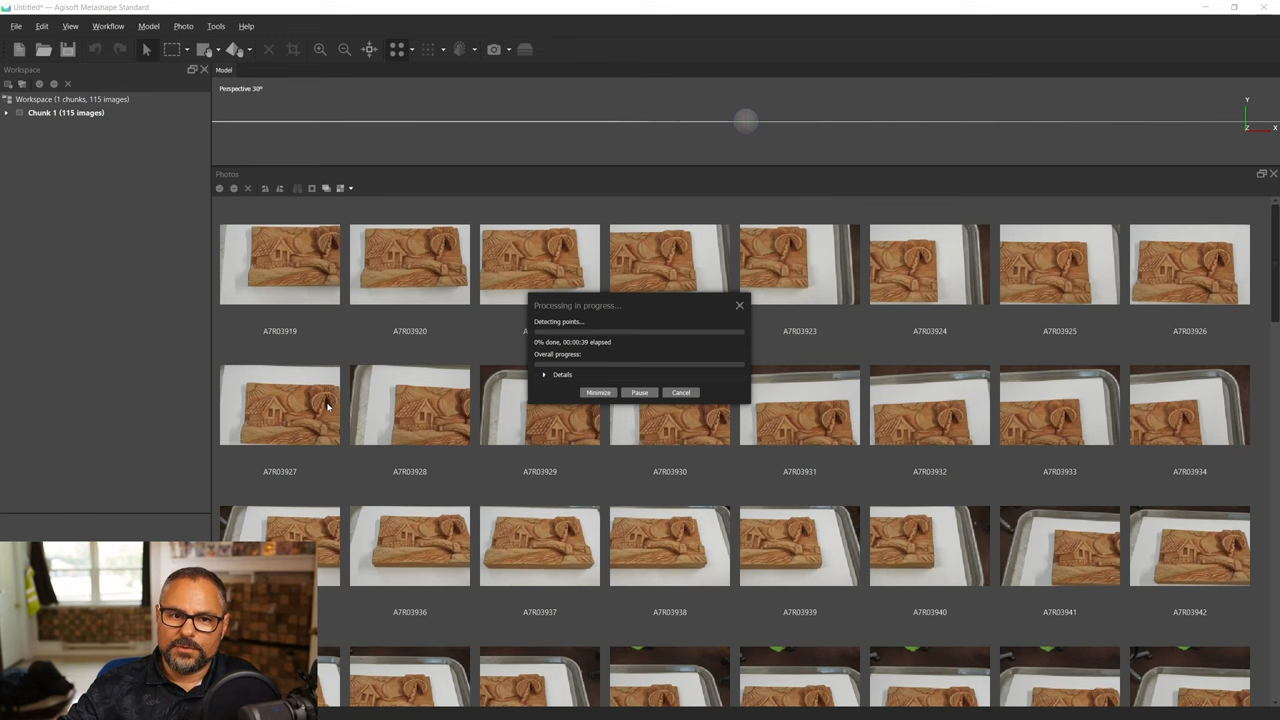 Untitled* — Agisoft Metashape Standard
File Edit View Workflow Model Photo Tools Help
Workspace
Model
Workspace (1 chunks, 115 images)
Chunk 1 (115 images)
Perspective 30°
Y
Z X
Photos
A7R03919 A7R03920 A7R03923 A7R03924 A7R03925 A7R03926
Processing in progress...
Detecting points...
0% done, 00:00:39 elapsed
Overall progress:
Details
Minimize Pause Cancel
A7R03927 A7R03928 A7R03929 A7R03930 A7R03931 A7R03932 A7R03933 A7R03934
A7R03936 A7R03937 A7R03938 A7R03939 A7R03940 A7R03941 A7R03942